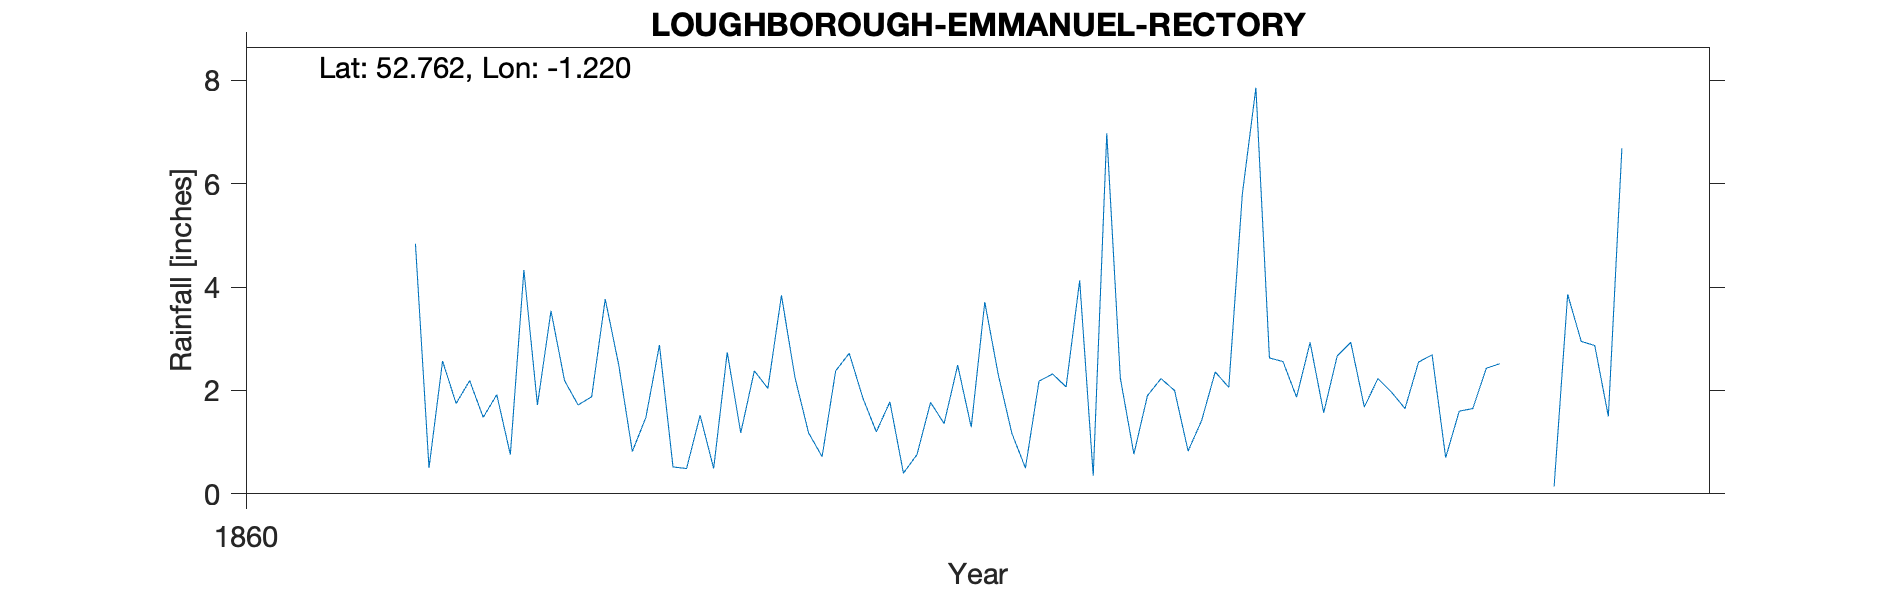 LOUGHBOROUGH-EMMANUEL-RECTORY
Lat: 52.762, Lon: -1.220
8
6
4
2
0
Rainfall [inches]
1860
Year